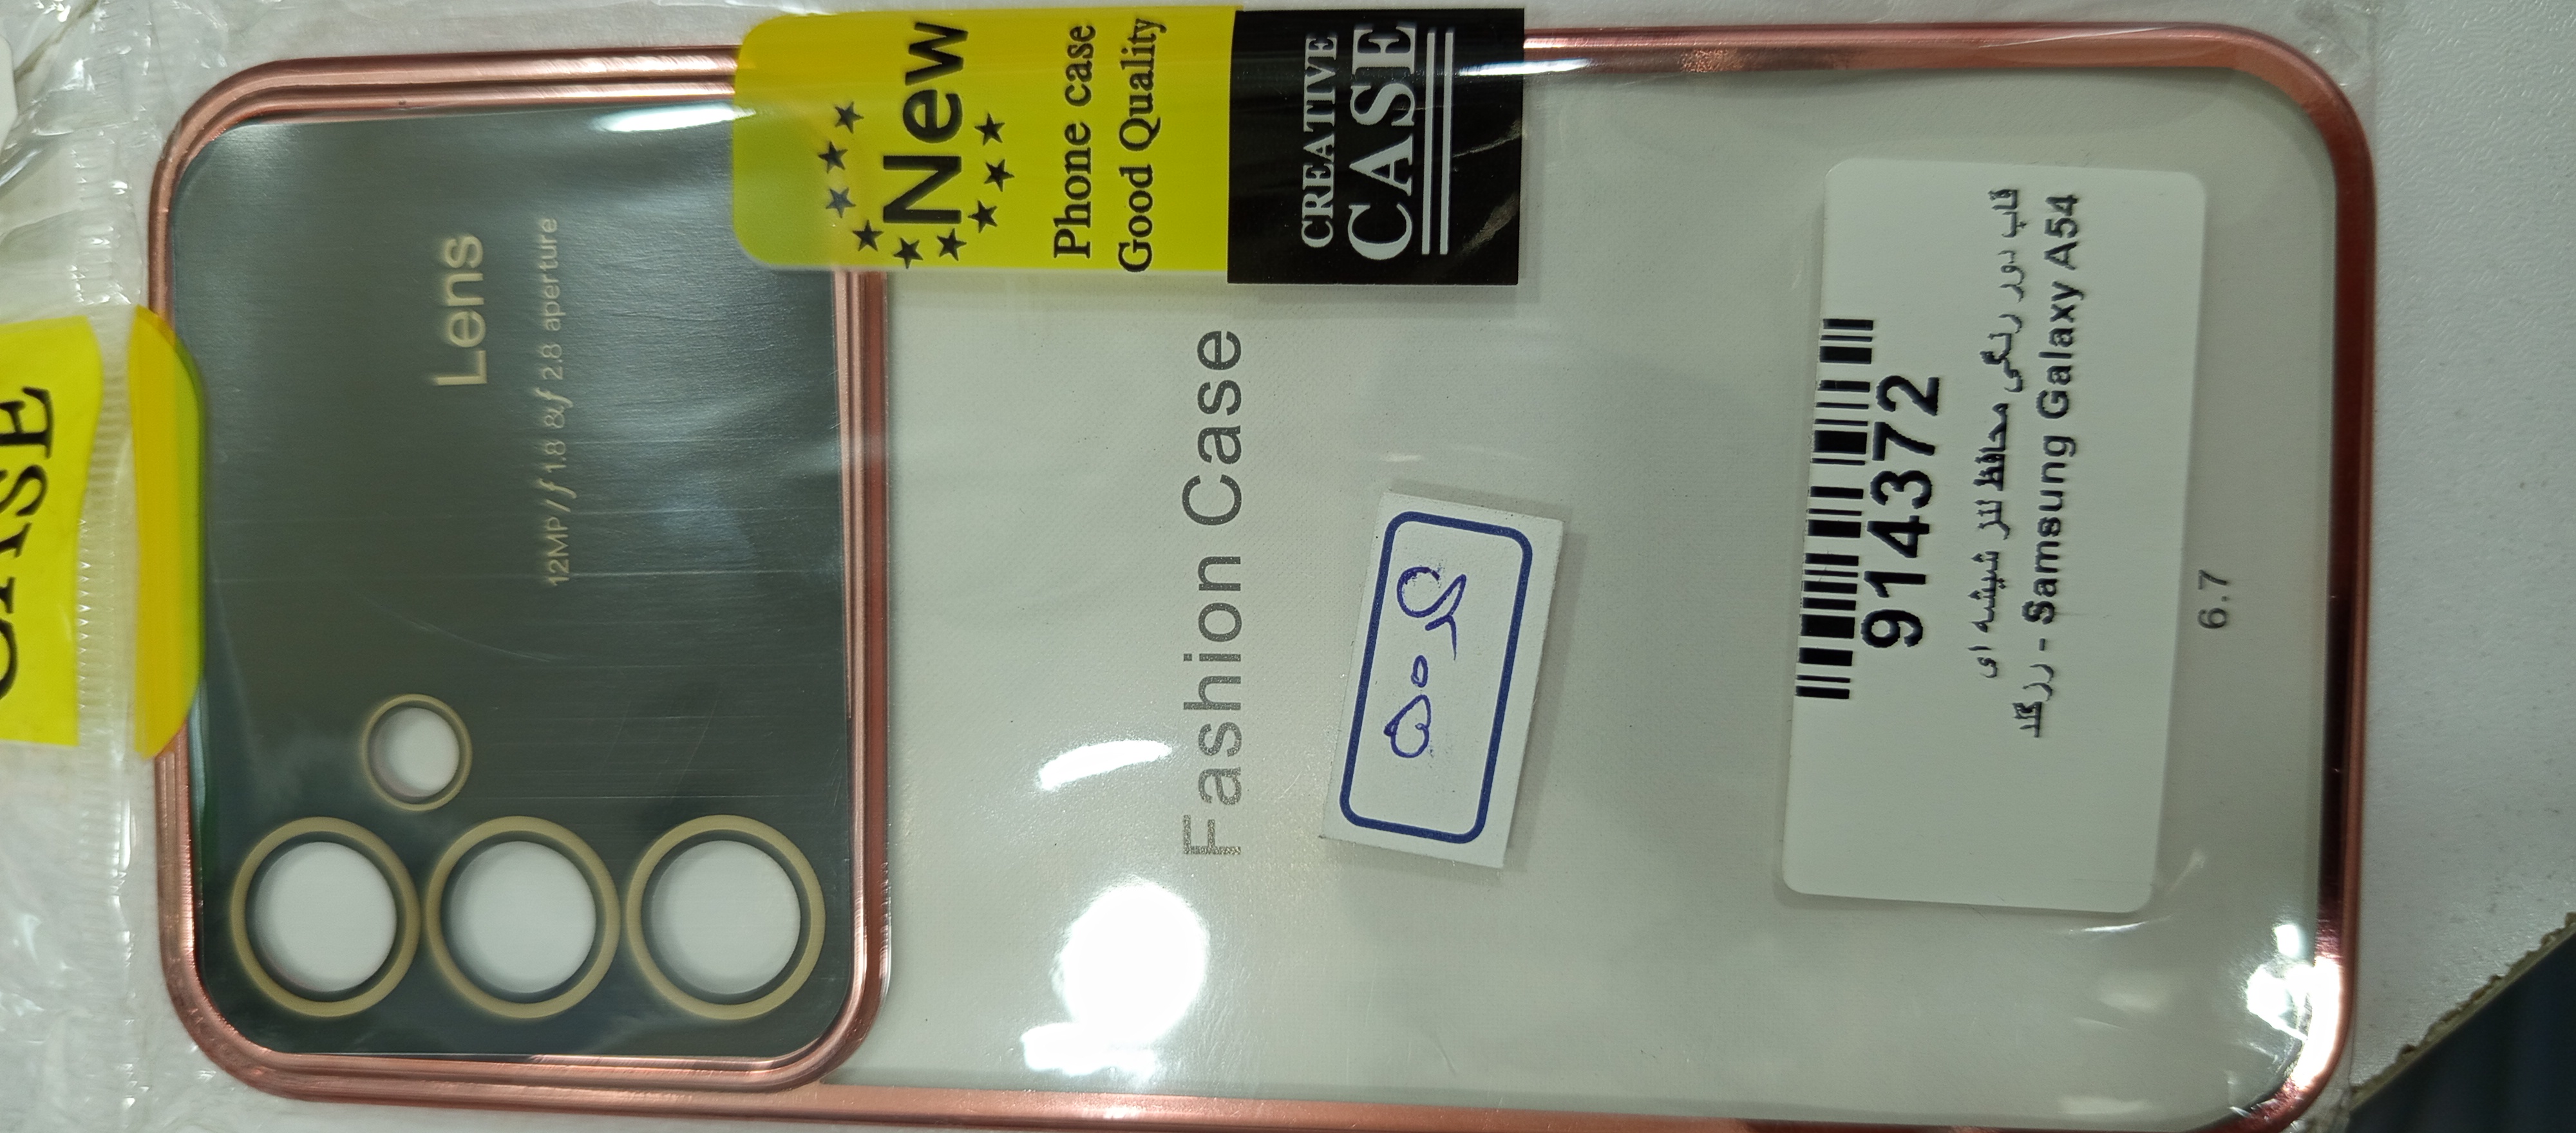 CASE
Lens
12MP/f 1.8 &f 2.8 aperture
New
Phone case
Good Quality
CREATIVE
CASE
Fashion Case
914372
قاب دور رنگی محافظ لنز شیشه ای
Samsung Galaxy A54 - رزگلد
6.7